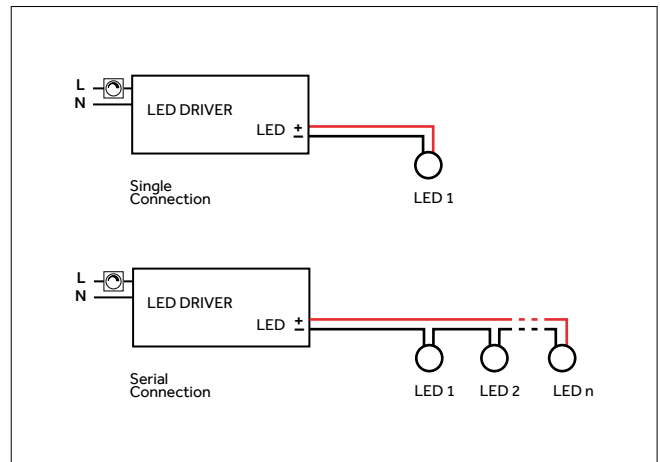 L
N
LED DRIVER
LED +
−
LED 1
Single
Connection
L
N
LED DRIVER
LED +
−
LED 1 LED 2 LED n
Serial
Connection